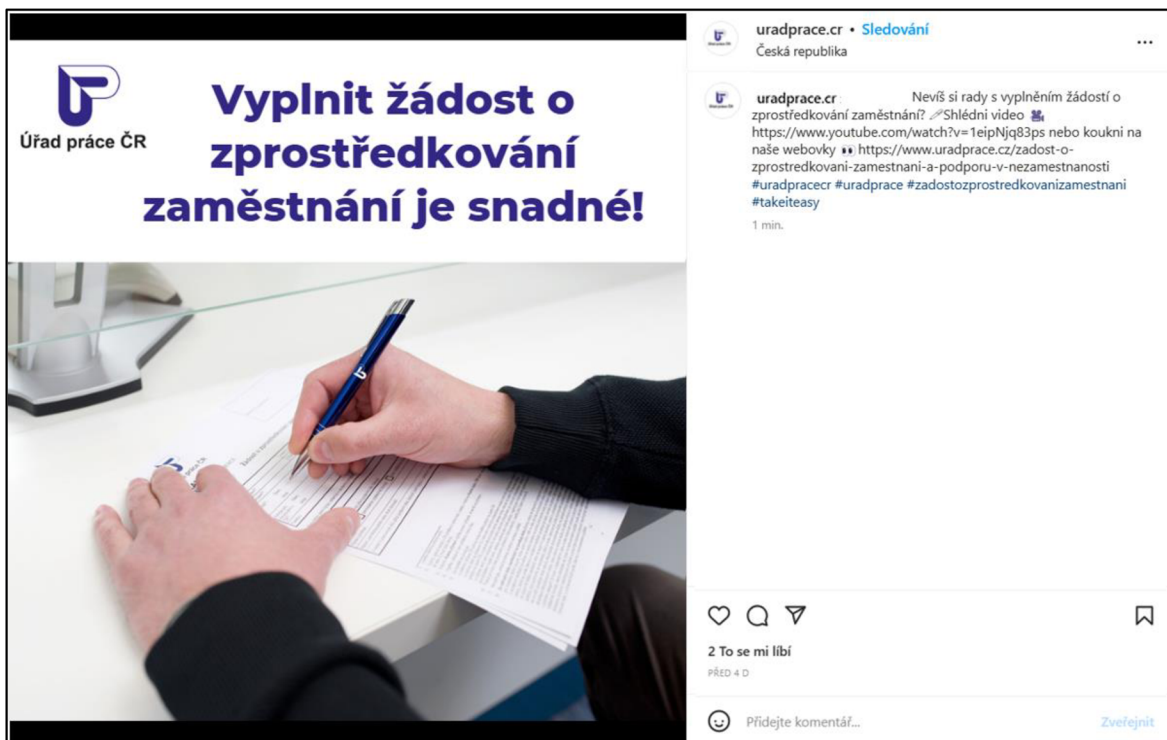 Úřad práce ČR
Vyplnit žádost o
zprostředkování
zaměstnání je snadné!
uradprace.cr • Sledování
Česká republika
uradprace.cr Nevíš si rady s vyplněním žádostí o
zprostředkování zaměstnání? 🖊Shlédni video 🎥
https://www.youtube.com/watch?v=1eipNjq83ps nebo koukni na
naše webovky 👀 https://www.uradprace.cz/zadost-o-
zprostredkovani-zamestnani-a-podporu-v-nezamestnanosti
#uradpracecr #uradprace #zadostozprostredkovanizamestnani
#takeiteasy
1 min.
2 To se mi líbí
PŘED 4 D
Přidejte komentář...
Zveřejnit